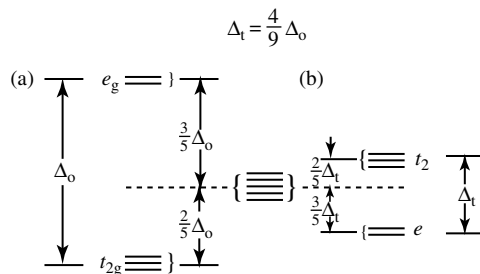 Δt = 4/9 Δo
(a) eg } (b)
3/5 Δo
2/5 Δt { t2
Δo { } Δt
2/5 Δo 3/5 Δt
{ e
t2g }